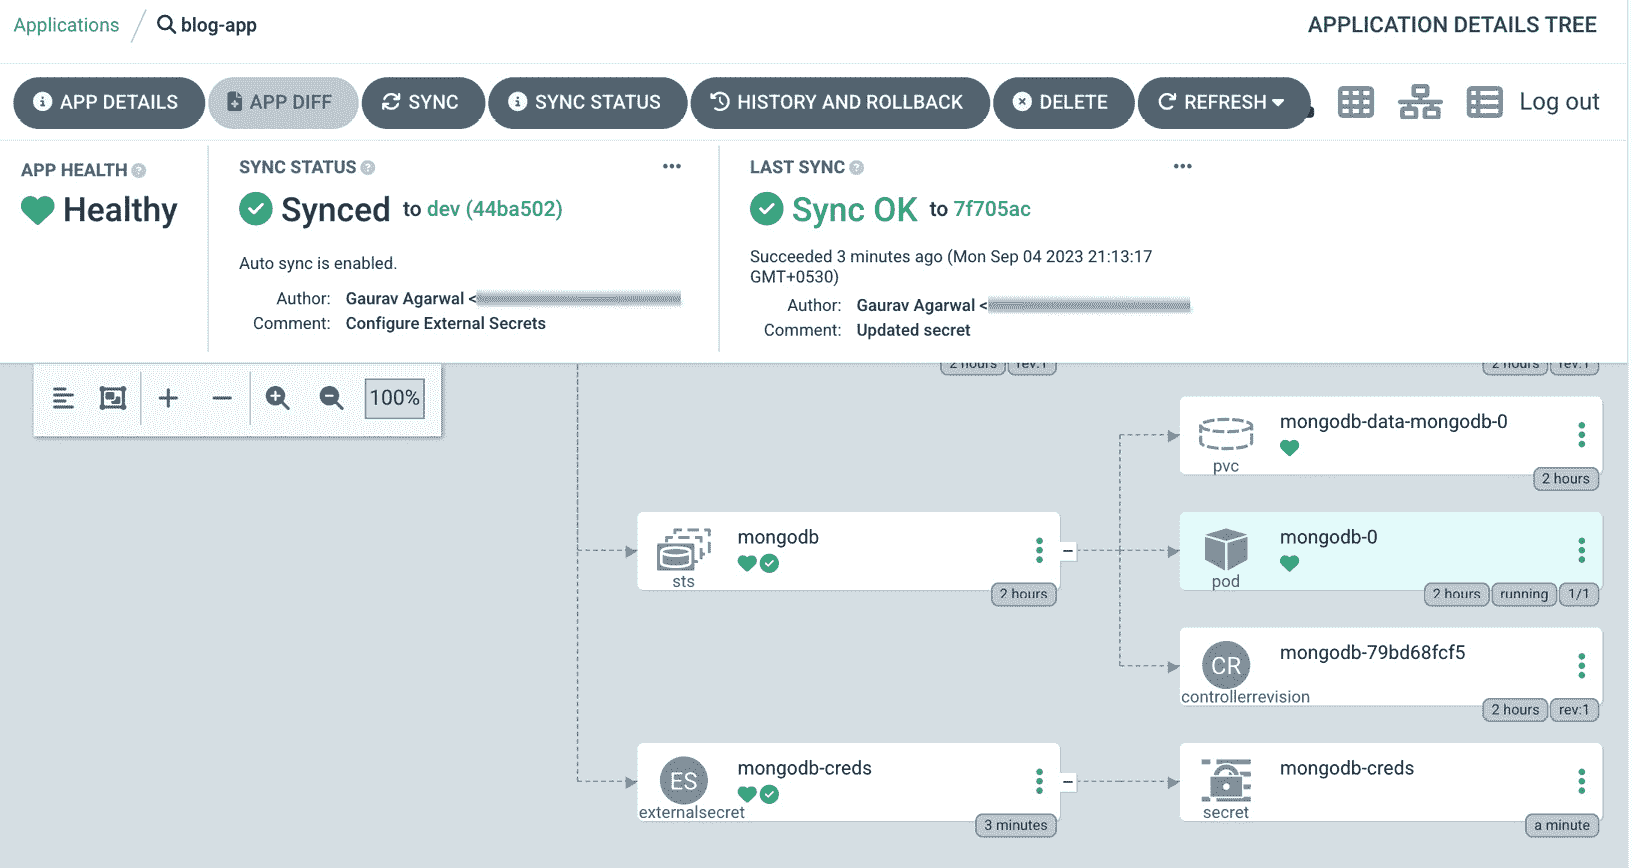 Applications / blog-app
APPLICATION DETAILS TREE
APP DETAILS
APP DIFF
SYNC
SYNC STATUS
HISTORY AND ROLLBACK
DELETE
REFRESH
Log out
APP HEALTH
Healthy
SYNC STATUS
Synced to dev (44ba502)
Auto sync is enabled.
Author: Gaurav Agarwal <
Comment: Configure External Secrets
LAST SYNC
Sync OK to 7f705ac
Succeeded 3 minutes ago (Mon Sep 04 2023 21:13:17
GMT+0530)
Author: Gaurav Agarwal <
Comment: Updated secret
2 hours rev:1
2 hours rev:1
100%
mongodb-data-mongodb-0
pvc
2 hours
mongodb
sts
2 hours
mongodb-0
pod
2 hours running 1/1
CR
mongodb-79bd68fcf5
controllerrevision
2 hours rev:1
ES
mongodb-creds
externalsecret
3 minutes
mongodb-creds
secret
a minute